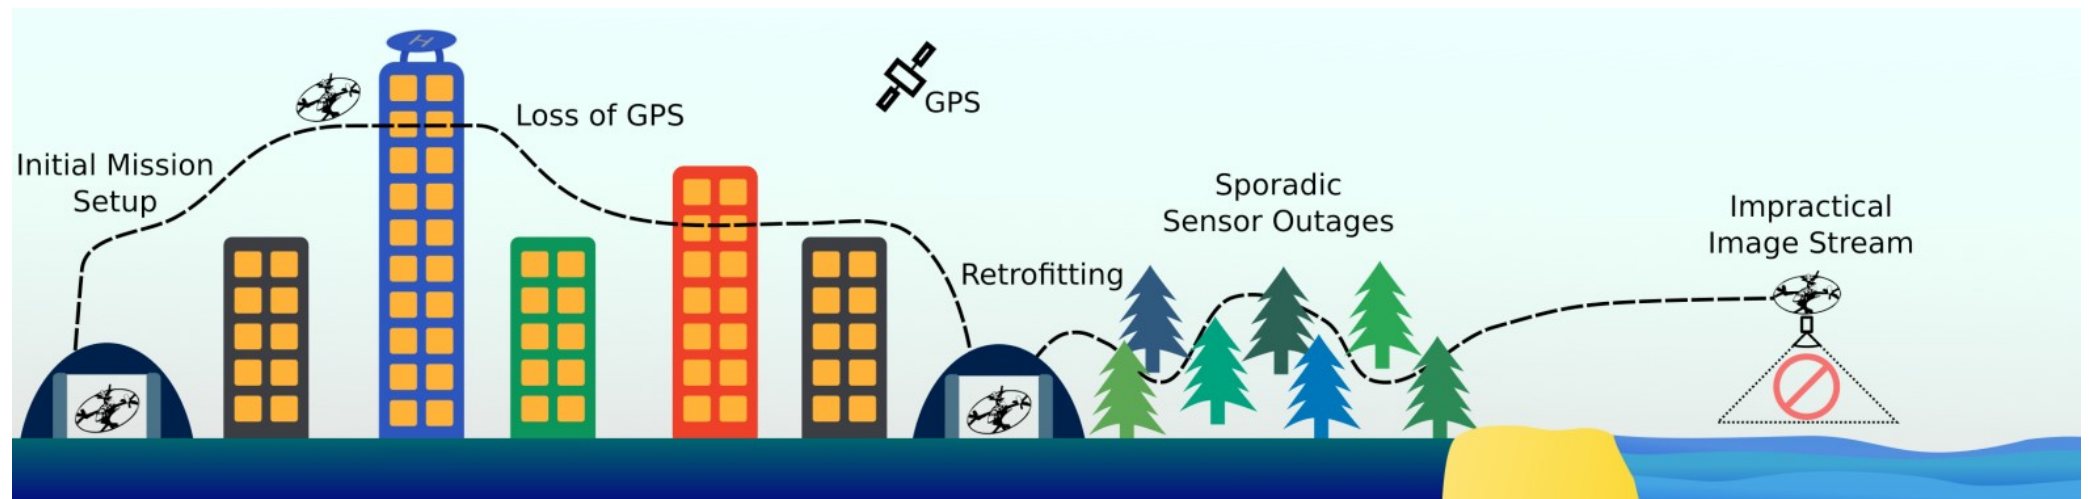 Initial Mission
Setup
H
Loss of GPS
GPS
Retrofitting
Sporadic
Sensor Outages
Impractical
Image Stream